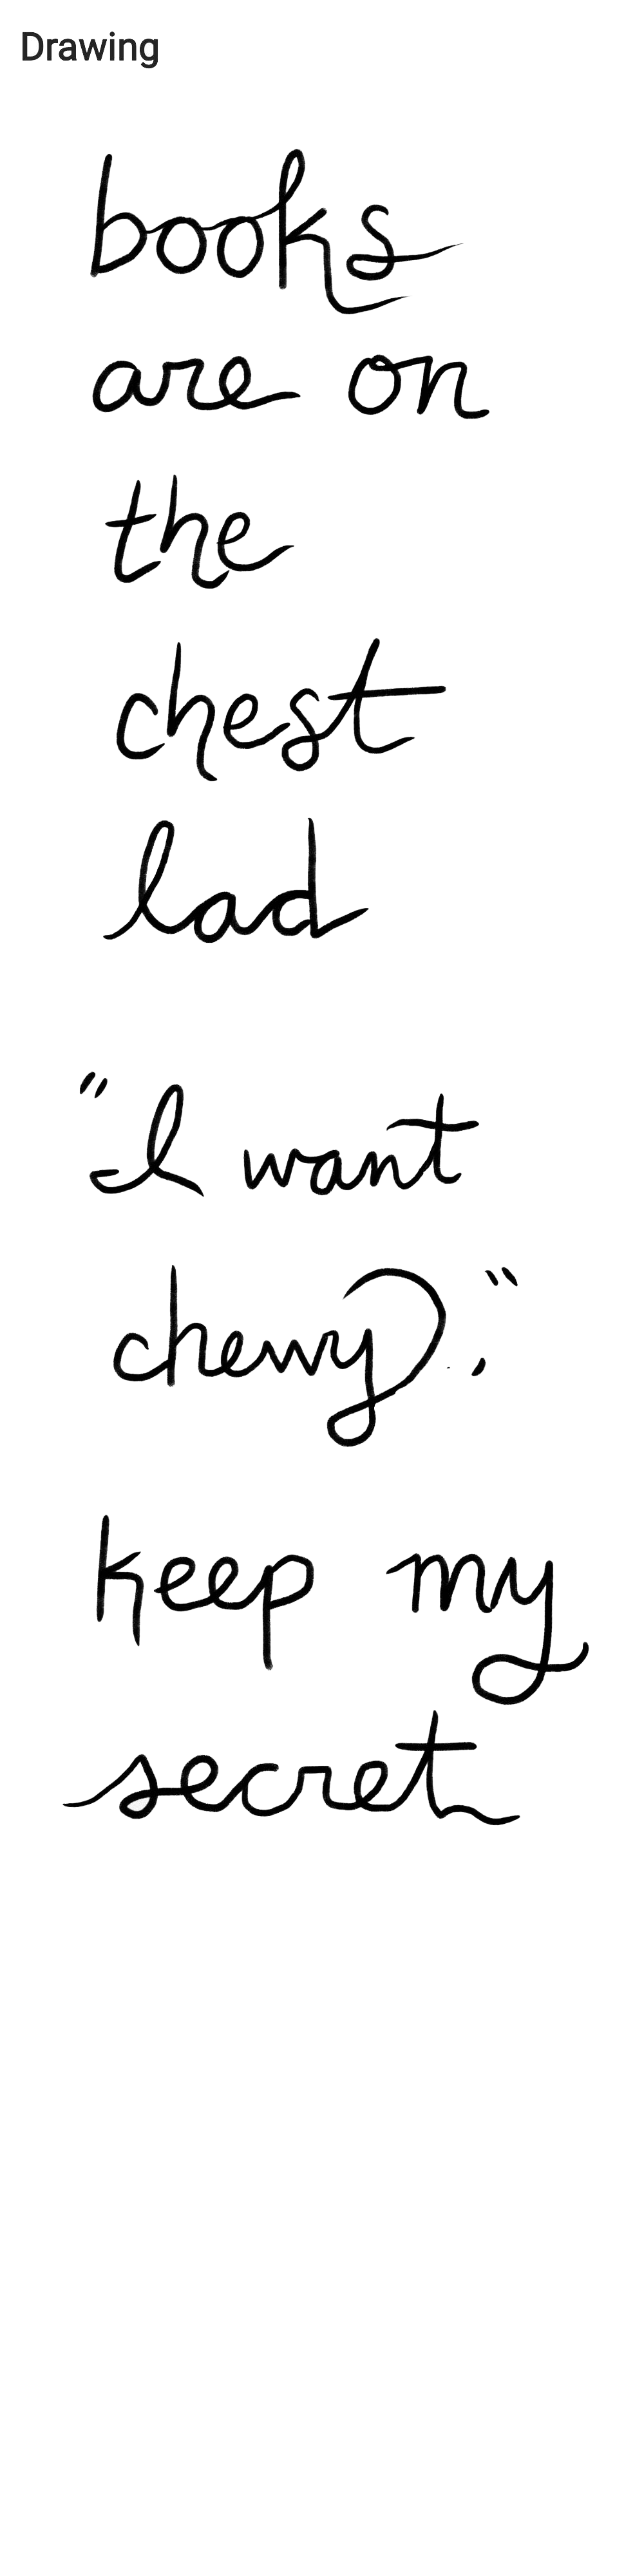 Drawing
books
are on
the
chest
lad
"I want
chewy,"
keep my
secret